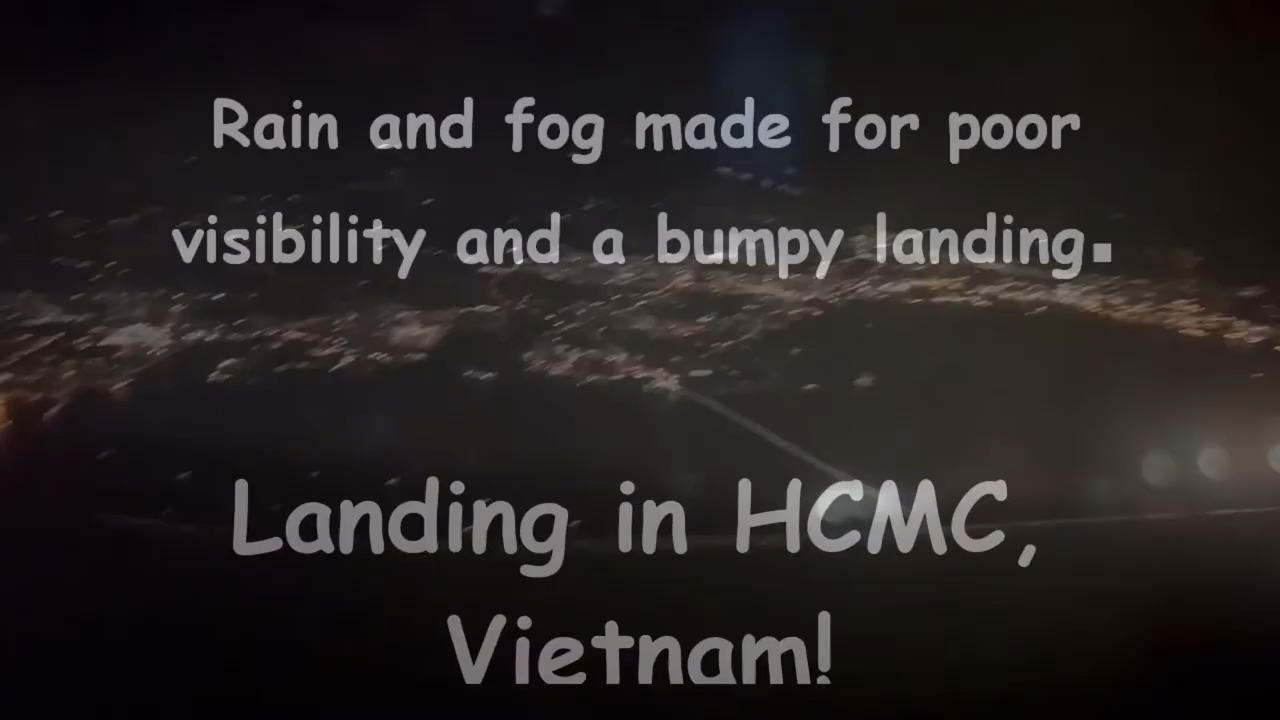 Rain and fog made for poor
visibility and a bumpy landing.
Landing in HCMC,
Vietnam!